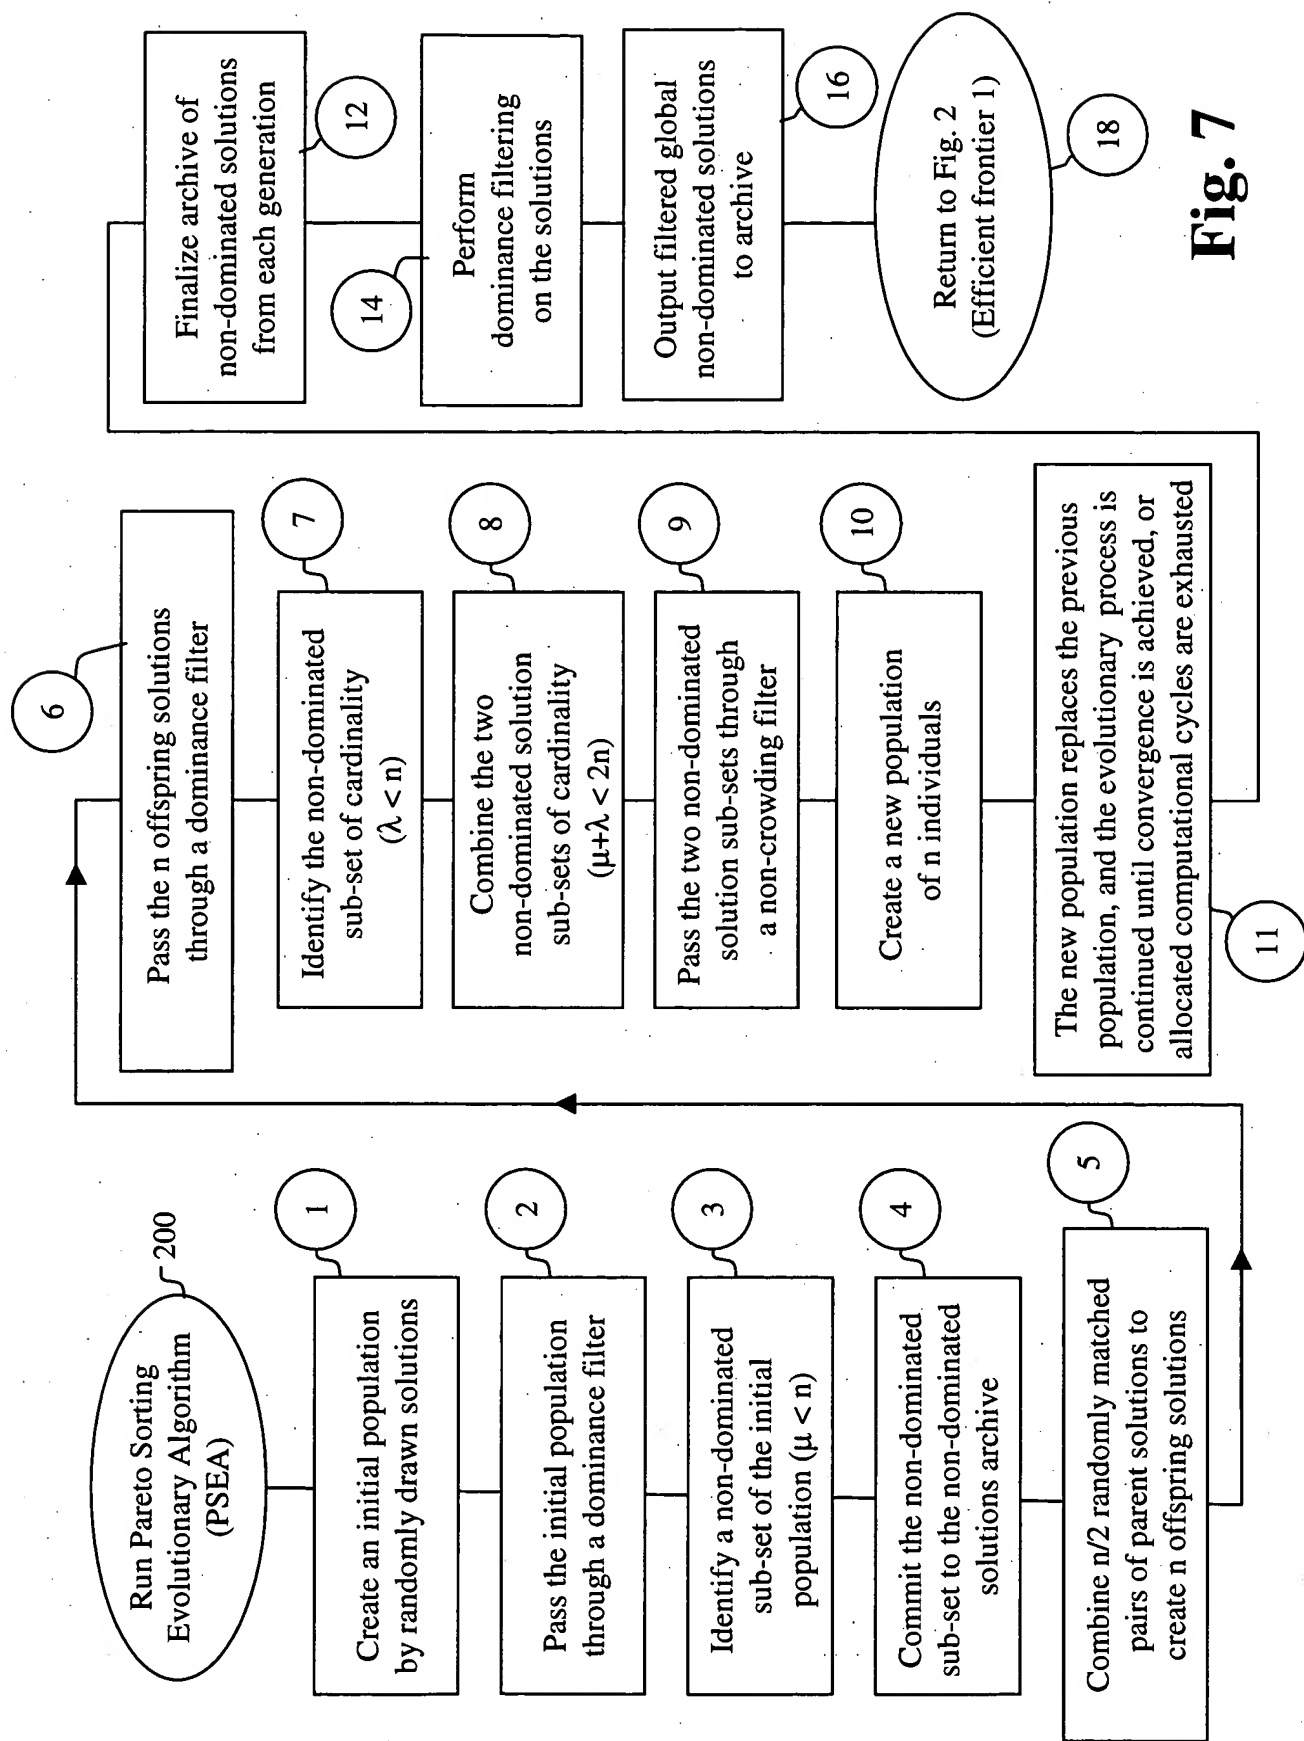 Run Pareto Sorting
Evolutionary Algorithm
(PSEA)
200
Create an initial population
by randomly drawn solutions
1
Pass the initial population
through a dominance filter
2
Identify a non-dominated
sub-set of the initial
population (μ < n)
3
Commit the non-dominated
sub-set to the non-dominated
solutions archive
4
Combine n/2 randomly matched
pairs of parent solutions to
create n offspring solutions
5
6
Pass the n offspring solutions
through a dominance filter
Identify the non-dominated
sub-set of cardinality
(λ < n)
7
Combine the two
non-dominated solution
sub-sets of cardinality
(μ+λ < 2n)
8
Pass the two non-dominated
solution sub-sets through
a non-crowding filter
9
Create a new population
of n individuals
10
The new population replaces the previous
population, and the evolutionary process is
continued until convergence is achieved, or
allocated computational cycles are exhausted
11
Finalize archive of
non-dominated solutions
from each generation
12
14
Perform
dominance filtering
on the solutions
Output filtered global
non-dominated solutions
to archive
16
Return to Fig. 2
(Efficient frontier 1)
18
Fig. 7